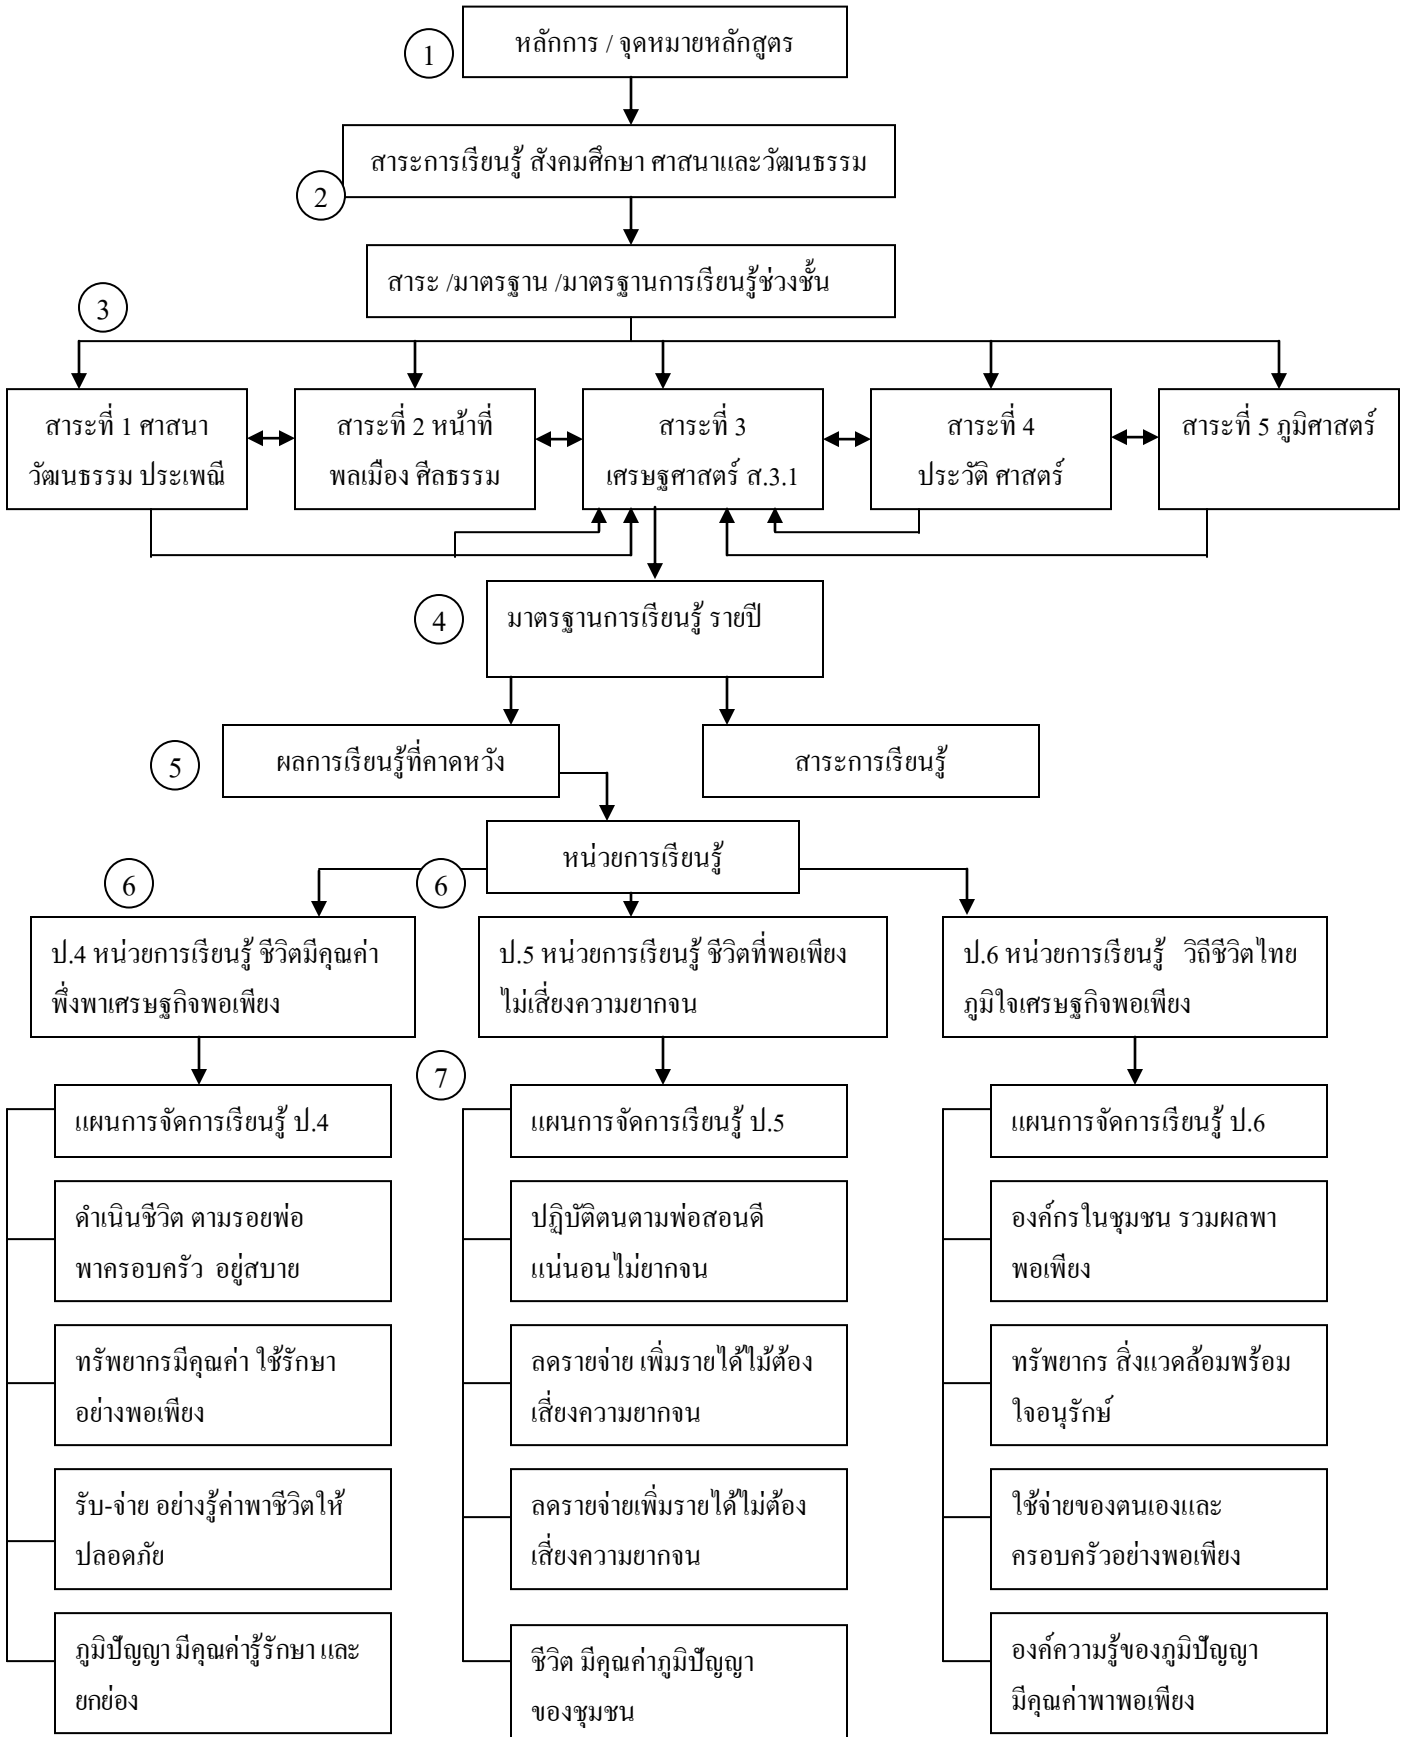 หลักการ / จุดหมายหลักสูตร
1
สาระการเรียนรู้ สังคมศึกษา ศาสนาและวัฒนธรรม
2
สาระ /มาตรฐาน /มาตรฐานการเรียนรู้ช่วงชั้น
3
สาระที่ 1 ศาสนา
วัฒนธรรม ประเพณี
สาระที่ 2 หน้าที่
พลเมือง ศีลธรรม
สาระที่ 3
เศรษฐศาสตร์ ส.3.1
สาระที่ 4
ประวัติ ศาสตร์
สาระที่ 5 ภูมิศาสตร์
4
มาตรฐานการเรียนรู้ รายปี
5
ผลการเรียนรู้ที่คาดหวัง
สาระการเรียนรู้
หน่วยการเรียนรู้
6
6
ป.4 หน่วยการเรียนรู้ ชีวิตมีคุณค่า
พึ่งพาเศรษฐกิจพอเพียง
ป.5 หน่วยการเรียนรู้ ชีวิตที่พอเพียง
ไม่เสี่ยงความยากจน
ป.6 หน่วยการเรียนรู้ วิถีชีวิตไทย
ภูมิใจเศรษฐกิจพอเพียง
7
แผนการจัดการเรียนรู้ ป.4
ดำเนินชีวิต ตามรอยพ่อ
พาครอบครัว อยู่สบาย
ทรัพยากรมีคุณค่า ใช้รักษา
อย่างพอเพียง
รับ-จ่าย อย่างรู้ค่าพาชีวิตให้
ปลอดภัย
ภูมิปัญญา มีคุณค่ารู้รักษา และ
ยกย่อง
แผนการจัดการเรียนรู้ ป.5
ปฏิบัติตนตามพ่อสอนดี
แน่นอนไม่ยากจน
ลดรายจ่าย เพิ่มรายได้ไม้ต้อง
เสี่ยงความยากจน
ลดรายจ่ายเพิ่มรายได้ไม่ต้อง
เสี่ยงความยากจน
ชีวิต มีคุณค่าภูมิปัญญา
ของชุมชน
แผนการจัดการเรียนรู้ ป.6
องค์กรในชุมชน รวมผลพา
พอเพียง
ทรัพยากร สิ่งแวดล้อมพร้อม
ใจอนุรักษ์
ใช้จ่ายของตนเองและ
ครอบครัวอย่างพอเพียง
องค์ความรู้ของภูมิปัญญา
มีคุณค่าพาพอเพียง